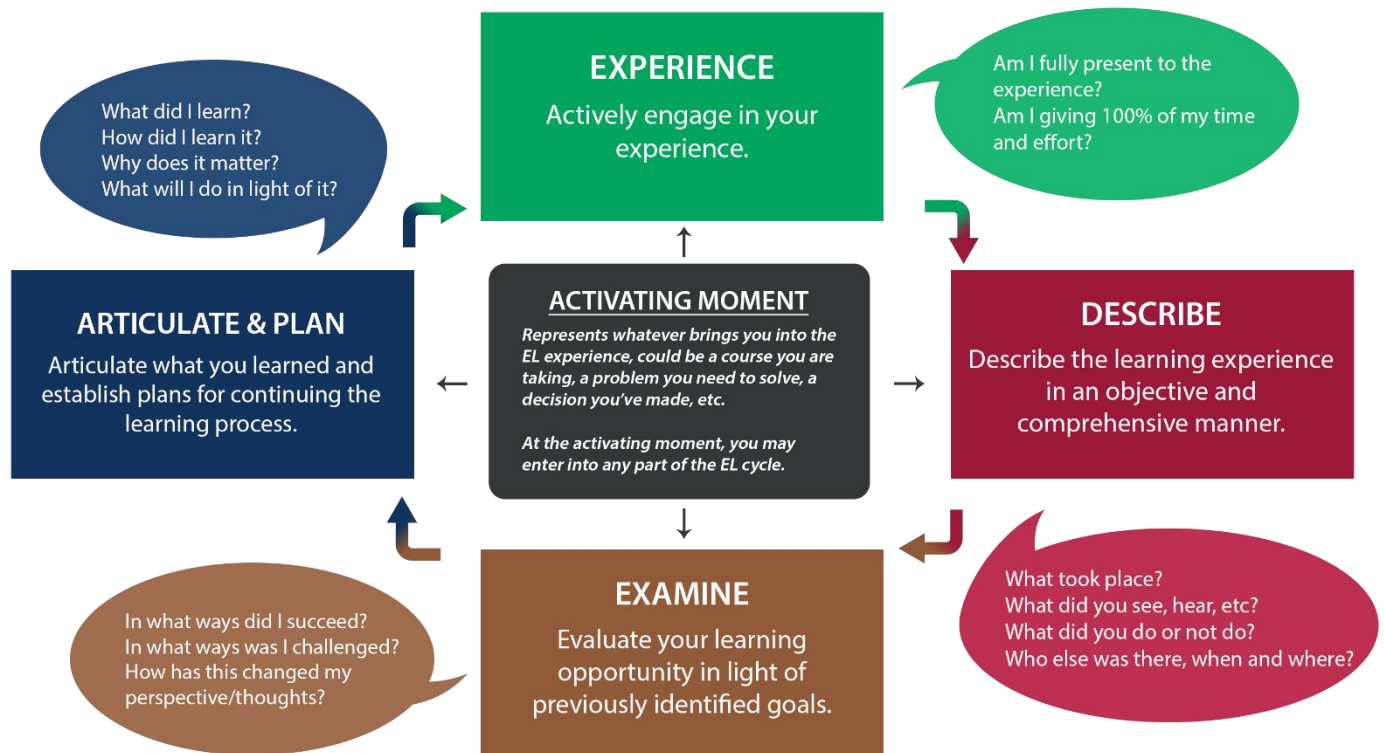 EXPERIENCE
Actively engage in your
experience.
Am I fully present to the
experience?
Am I giving 100% of my time
and effort?
What did I learn?
How did I learn it?
Why does it matter?
What will I do in light of it?
ARTICULATE & PLAN
Articulate what you learned and
establish plans for continuing the
learning process.
ACTIVATING MOMENT
Represents whatever brings you into the
EL experience, could be a course you are
taking, a problem you need to solve, a
decision you’ve made, etc.
At the activating moment, you may
enter into any part of the EL cycle.
DESCRIBE
Describe the learning experience
in an objective and
comprehensive manner.
EXAMINE
Evaluate your learning
opportunity in light of
previously identified goals.
In what ways did I succeed?
In what ways was I challenged?
How has this changed my
perspective/thoughts?
What took place?
What did you see, hear, etc?
What did you do or not do?
Who else was there, when and where?